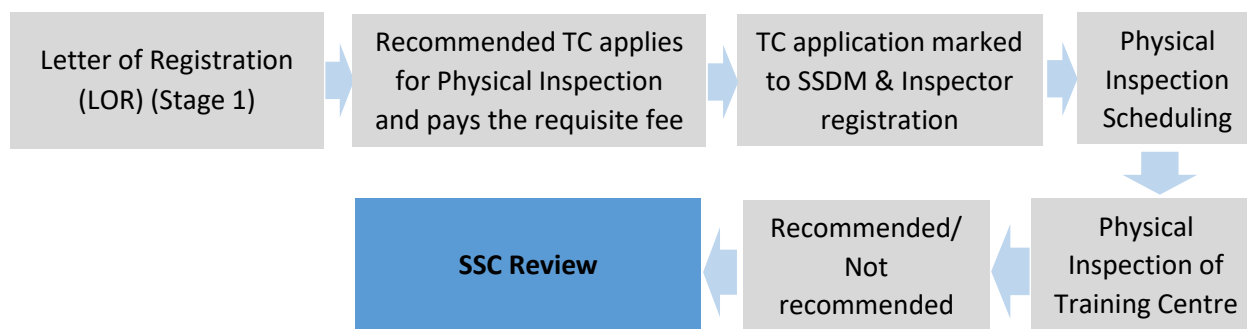 Letter of Registration
(LOR) (Stage 1)
Recommended TC applies
for Physical Inspection
and pays the requisite fee
TC application marked
to SSDM & Inspector
registration
Physical
Inspection
Scheduling
Physical
Inspection of
Training Centre
Recommended/
Not
recommended
SSC Review